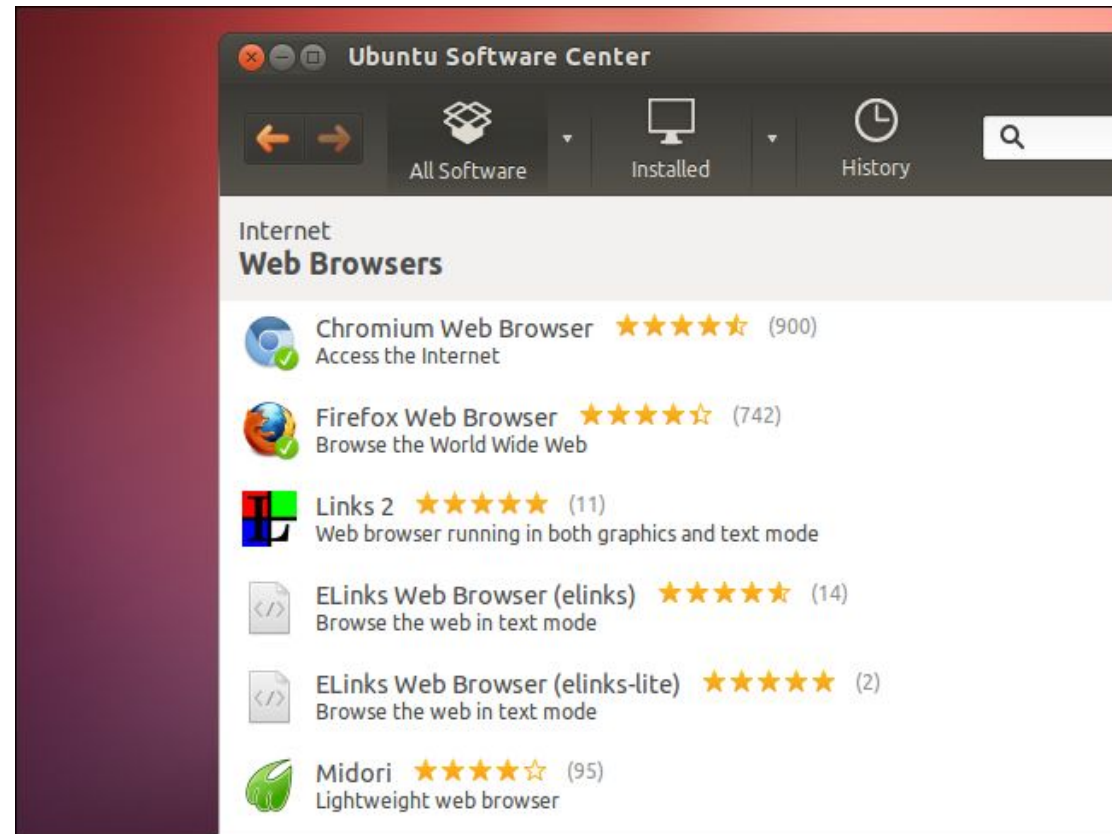 Ubuntu Software Center
All Software
Installed
History
Internet
Web Browsers
Chromium Web Browser (900)
Access the Internet
Firefox Web Browser (742)
Browse the World Wide Web
Links 2 (11)
Web browser running in both graphics and text mode
ELinks Web Browser (elinks) (14)
Browse the web in text mode
ELinks Web Browser (elinks-lite) (2)
Browse the web in text mode
Midori (95)
Lightweight web browser